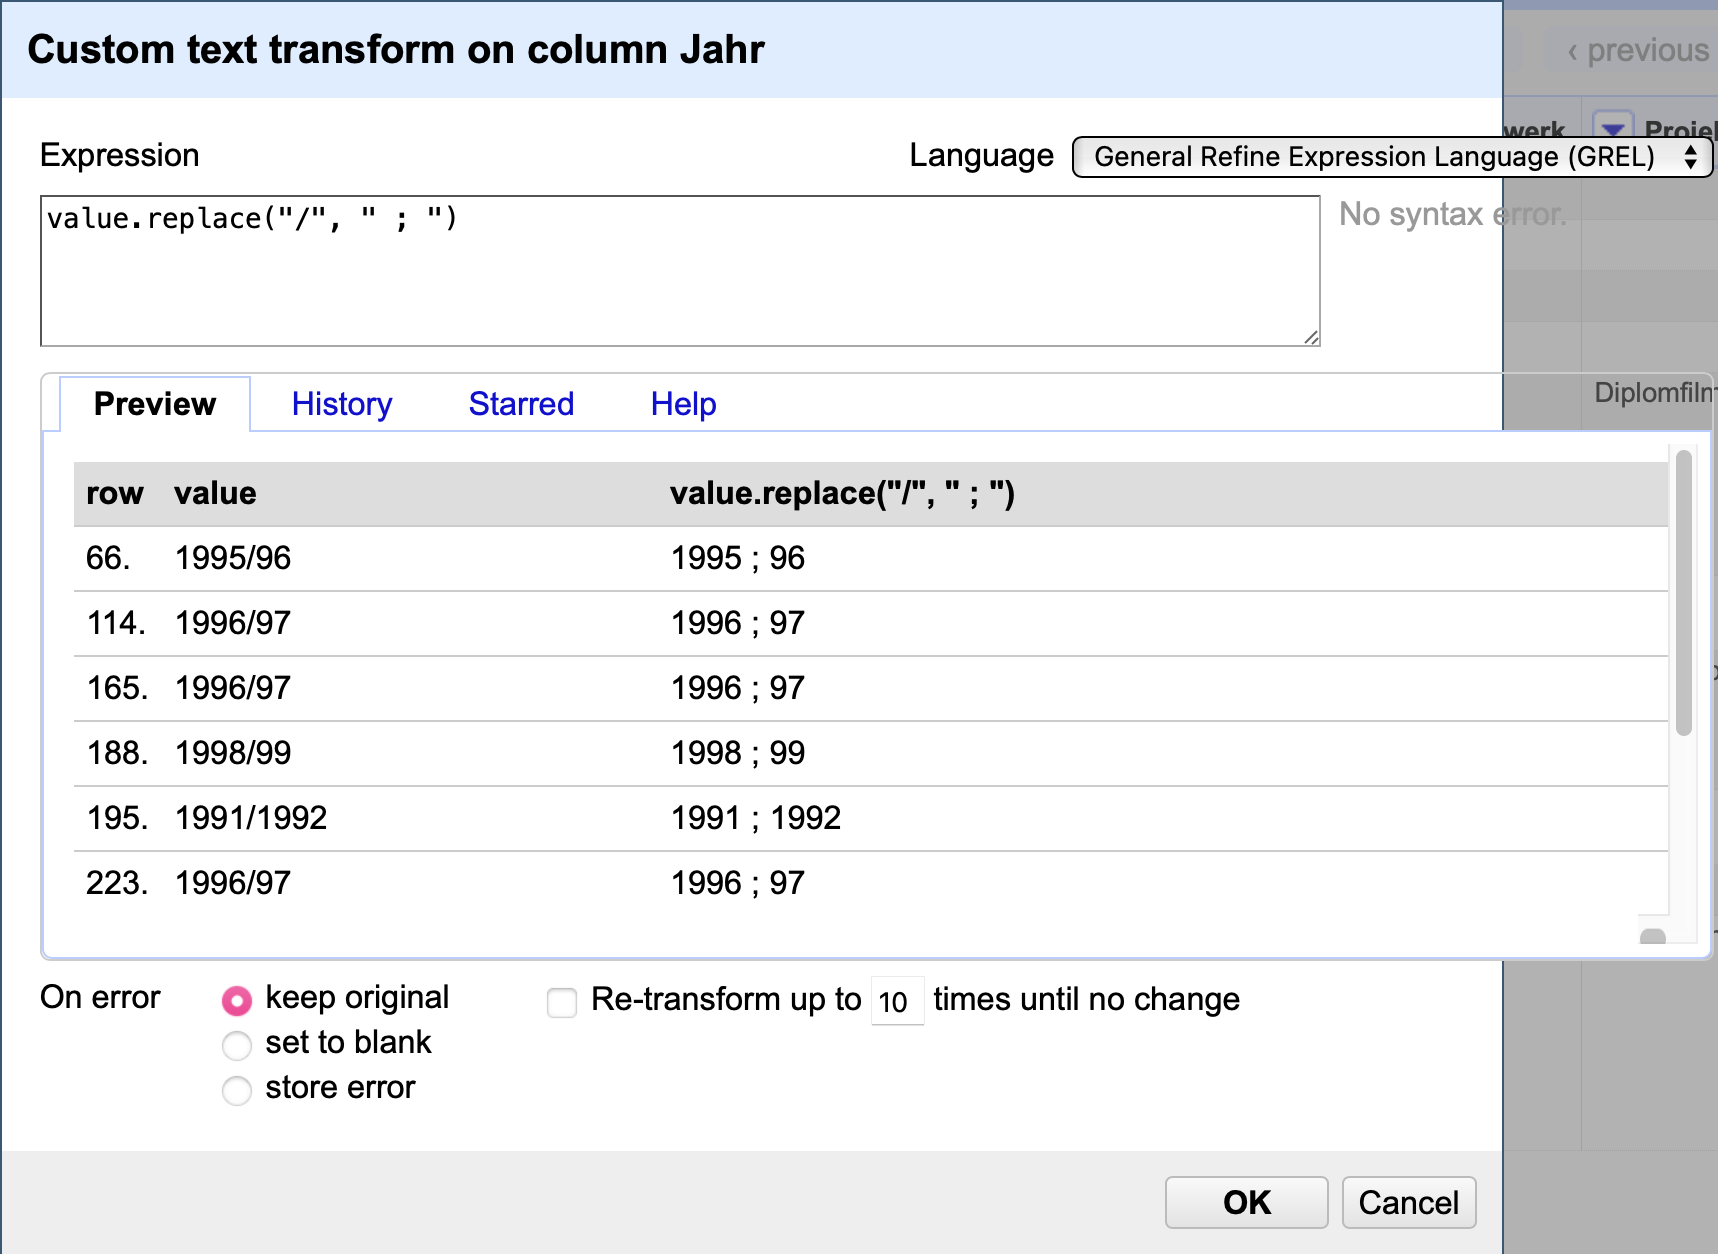 Custom text transform on column Jahr
‹ previous
Expression
Language General Refine Expression Language (GREL)
werk
value.replace("/", " ; ")
No syntax error.
Preview History Starred Help
row value value.replace("/", " ; ")
66. 1995/96 1995 ; 96
114. 1996/97 1996 ; 97
165. 1996/97 1996 ; 97
188. 1998/99 1998 ; 99
195. 1991/1992 1991 ; 1992
223. 1996/97 1996 ; 97
On error keep original Re-transform up to 10 times until no change
set to blank
store error
OK Cancel